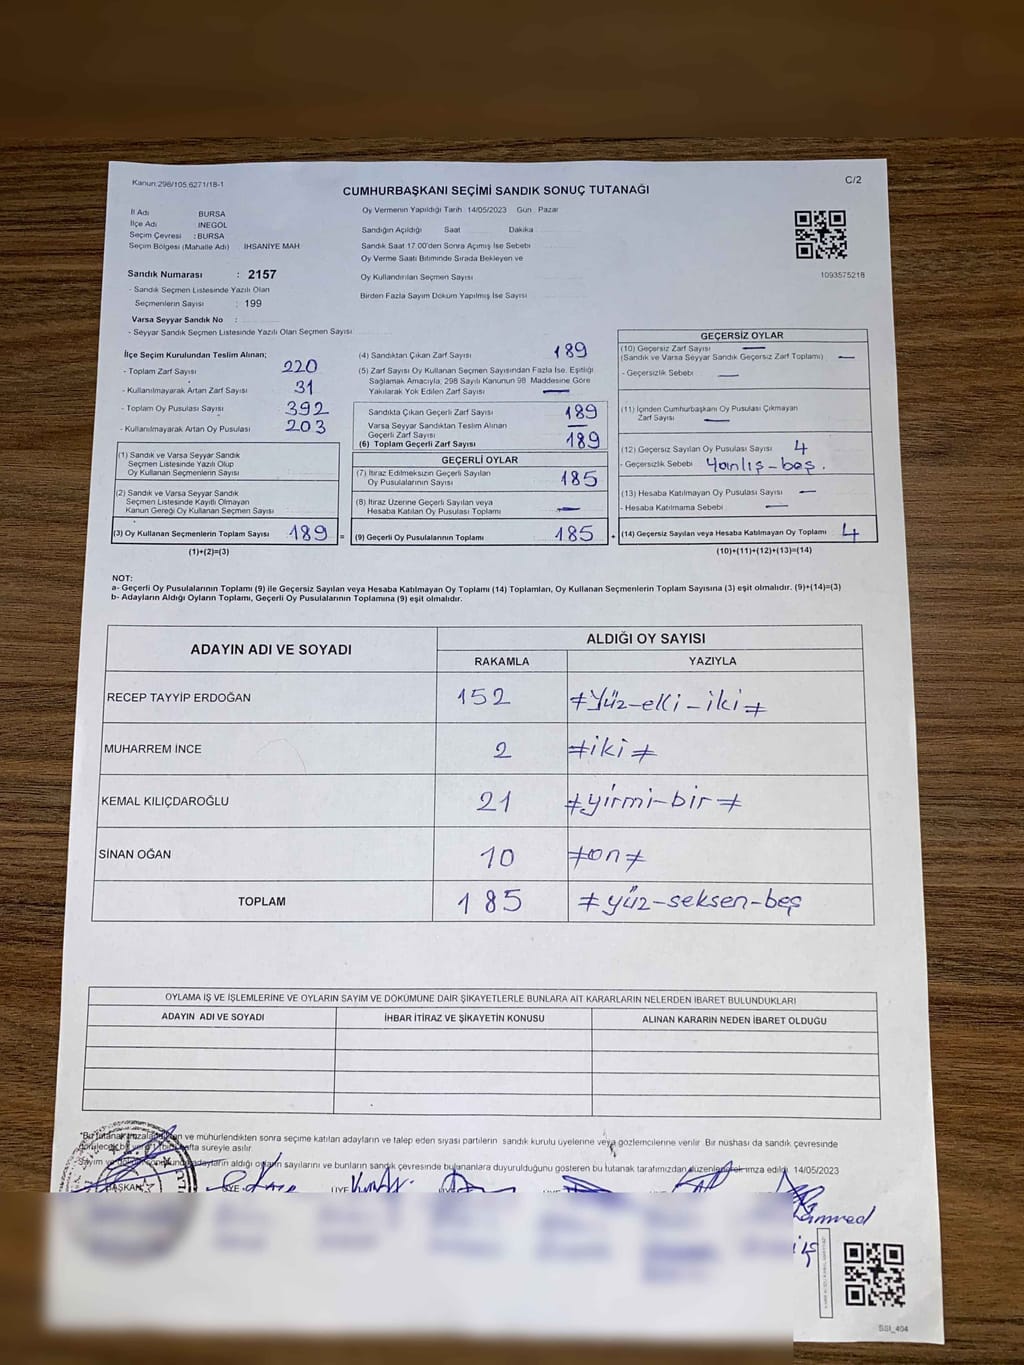 Kanun:298/105,6271/18-1
C/2
CUMHURBAŞKANI SEÇİMİ SANDIK SONUÇ TUTANAĞI
İl Adı BURSA
İlçe Adı INEGÖL
Seçim Çevresi : BURSA
Seçim Bölgesi (Mahalle Adı) İHSANİYE MAH
Oy Vermenin Yapıldığı Tarih 14/05/2023 Gün Pazar
Sandığın Açıldığı Saat Dakika
Sandık Saat 17.00'den Sonra Açımış İse Sebebi
Oy Verme Saati Bitiminde Sırada Bekleyen ve
Oy Kullandırılan Seçmen Sayısı
Birden Fazla Sayım Döküm Yapılmış İse Sayısı
1093575218
Sandık Numarası : 2157
- Sandık Seçmen Listesinde Yazılı Olan
Seçmenlerin Sayısı : 199
Varsa Seyyar Sandık No :
- Seyyar Sandık Seçmen Listesinde Yazılı Olan Seçmen Sayısı
İlçe Seçim Kurulundan Teslim Alınan;
- Toplam Zarf Sayısı 220
- Kullanılmayarak Artan Zarf Sayısı 31
- Toplam Oy Pusulası Sayısı 392
- Kullanılmayarak Artan Oy Pusulası 203
(1) Sandık ve Varsa Seyyar Sandık
Seçmen Listesinde Yazılı Olup
Oy Kullanan Seçmenlerin Sayısı
(2) Sandık ve Varsa Seyyar Sandık
Seçmen Listesinde Kayıtlı Olmayan
Kanun Gereği Oy Kullanan Seçmen Sayısı
(3) Oy Kullanan Seçmenlerin Toplam Sayısı 189 =
(1)+(2)=(3)
(4) Sandıktan Çıkan Zarf Sayısı 189
(5) Zarf Sayısı Oy Kullanan Seçmen Sayısından Fazla İse, Eşitliği
Sağlamak Amacıyla, 298 Sayılı Kanunun 98. Maddesine Göre
Yakılarak Yok Edilen Zarf Sayısı —
Sandıkta Çıkan Geçerli Zarf Sayısı 189
Varsa Seyyar Sandıktan Teslim Alınan
Geçerli Zarf Sayısı
(6) Toplam Geçerli Zarf Sayısı 189
GEÇERLİ OYLAR
(7) İtiraz Edilmeksizin Geçerli Sayılan
Oy Pusulalarının Sayısı 185
(8) İtiraz Üzerine Geçerli Sayılan veya
Hesaba Katılan Oy Pusulası Toplamı —
(9) Geçerli Oy Pusulalarının Toplamı 185 +
GEÇERSİZ OYLAR
(10) Geçersiz Zarf Sayısı —
(Sandık ve Varsa Seyyar Sandık Geçersiz Zarf Toplamı) —
- Geçersizlik Sebebi —
(11) İçinden Cumhurbaşkanı Oy Pusulası Çıkmayan
Zarf Sayısı —
(12) Geçersiz Sayılan Oy Pusulası Sayısı 4
- Geçersizlik Sebebi Yanlış-boş.
(13) Hesaba Katılmayan Oy Pusulası Sayısı —
- Hesaba Katılmama Sebebi —
(14) Geçersiz Sayılan veya Hesaba Katılmayan Oy Toplamı 4
(10)+(11)+(12)+(13)=(14)
NOT:
a- Geçerli Oy Pusulalarının Toplamı (9) ile Geçersiz Sayılan veya Hesaba Katılmayan Oy Toplamı (14) Toplamları, Oy Kullanan Seçmenlerin Toplam Sayısına (3) eşit olmalıdır. (9)+(14)=(3)
b- Adayların Aldığı Oyların Toplamı, Geçerli Oy Pusulalarının Toplamına (9) eşit olmalıdır.
ADAYIN ADI VE SOYADI
ALDIĞI OY SAYISI
RAKAMLA YAZIYLA
RECEP TAYYİP ERDOĞAN 152 #Yüz-elli-iki#
MUHARREM İNCE 2 #iki#
KEMAL KILIÇDAROĞLU 21 #yirmi-bir#
SİNAN OĞAN 10 #on#
TOPLAM 185 #yüz-seksen-beş
OYLAMA İŞ VE İŞLEMLERİNE VE OYLARIN SAYIM VE DÖKÜMÜNE DAİR ŞİKAYETLERLE BUNLARA AİT KARARLARIN NELERDEN İBARET BULUNDUKLARI
ADAYIN ADI VE SOYADI İHBAR İTİRAZ VE ŞİKAYETİN KONUSU ALINAN KARARIN NEDEN İBARET OLDUĞU
ve mühürlendikten sonra seçime katılan adayların ve talep eden siyasi partilerin sandık kurulu üyelerine veya gözlemcilerine verilir. Bir nüshası da sandık çevresinde
hafta süreyle asılır
adayların aldığı oyların sayılarını ve bunların sandık çevresinde bulunanlara duyurulduğunu gösteren bu tutanak tarafımızdan düzenlenerek imza edildi. 14/05/2023
BAŞKAN ÜYE ÜYE
SSI_404